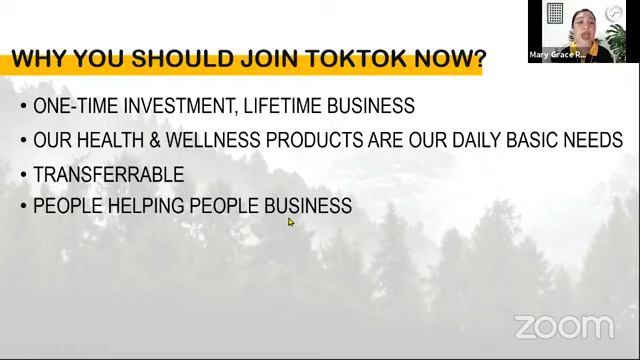 Mary Grace R...
WHY YOU SHOULD JOIN TOKTOK NOW?
• ONE-TIME INVESTMENT, LIFETIME BUSINESS
• OUR HEALTH & WELLNESS PRODUCTS ARE OUR DAILY BASIC NEEDS
• TRANSFERRABLE
• PEOPLE HELPING PEOPLE BUSINESS
zoom